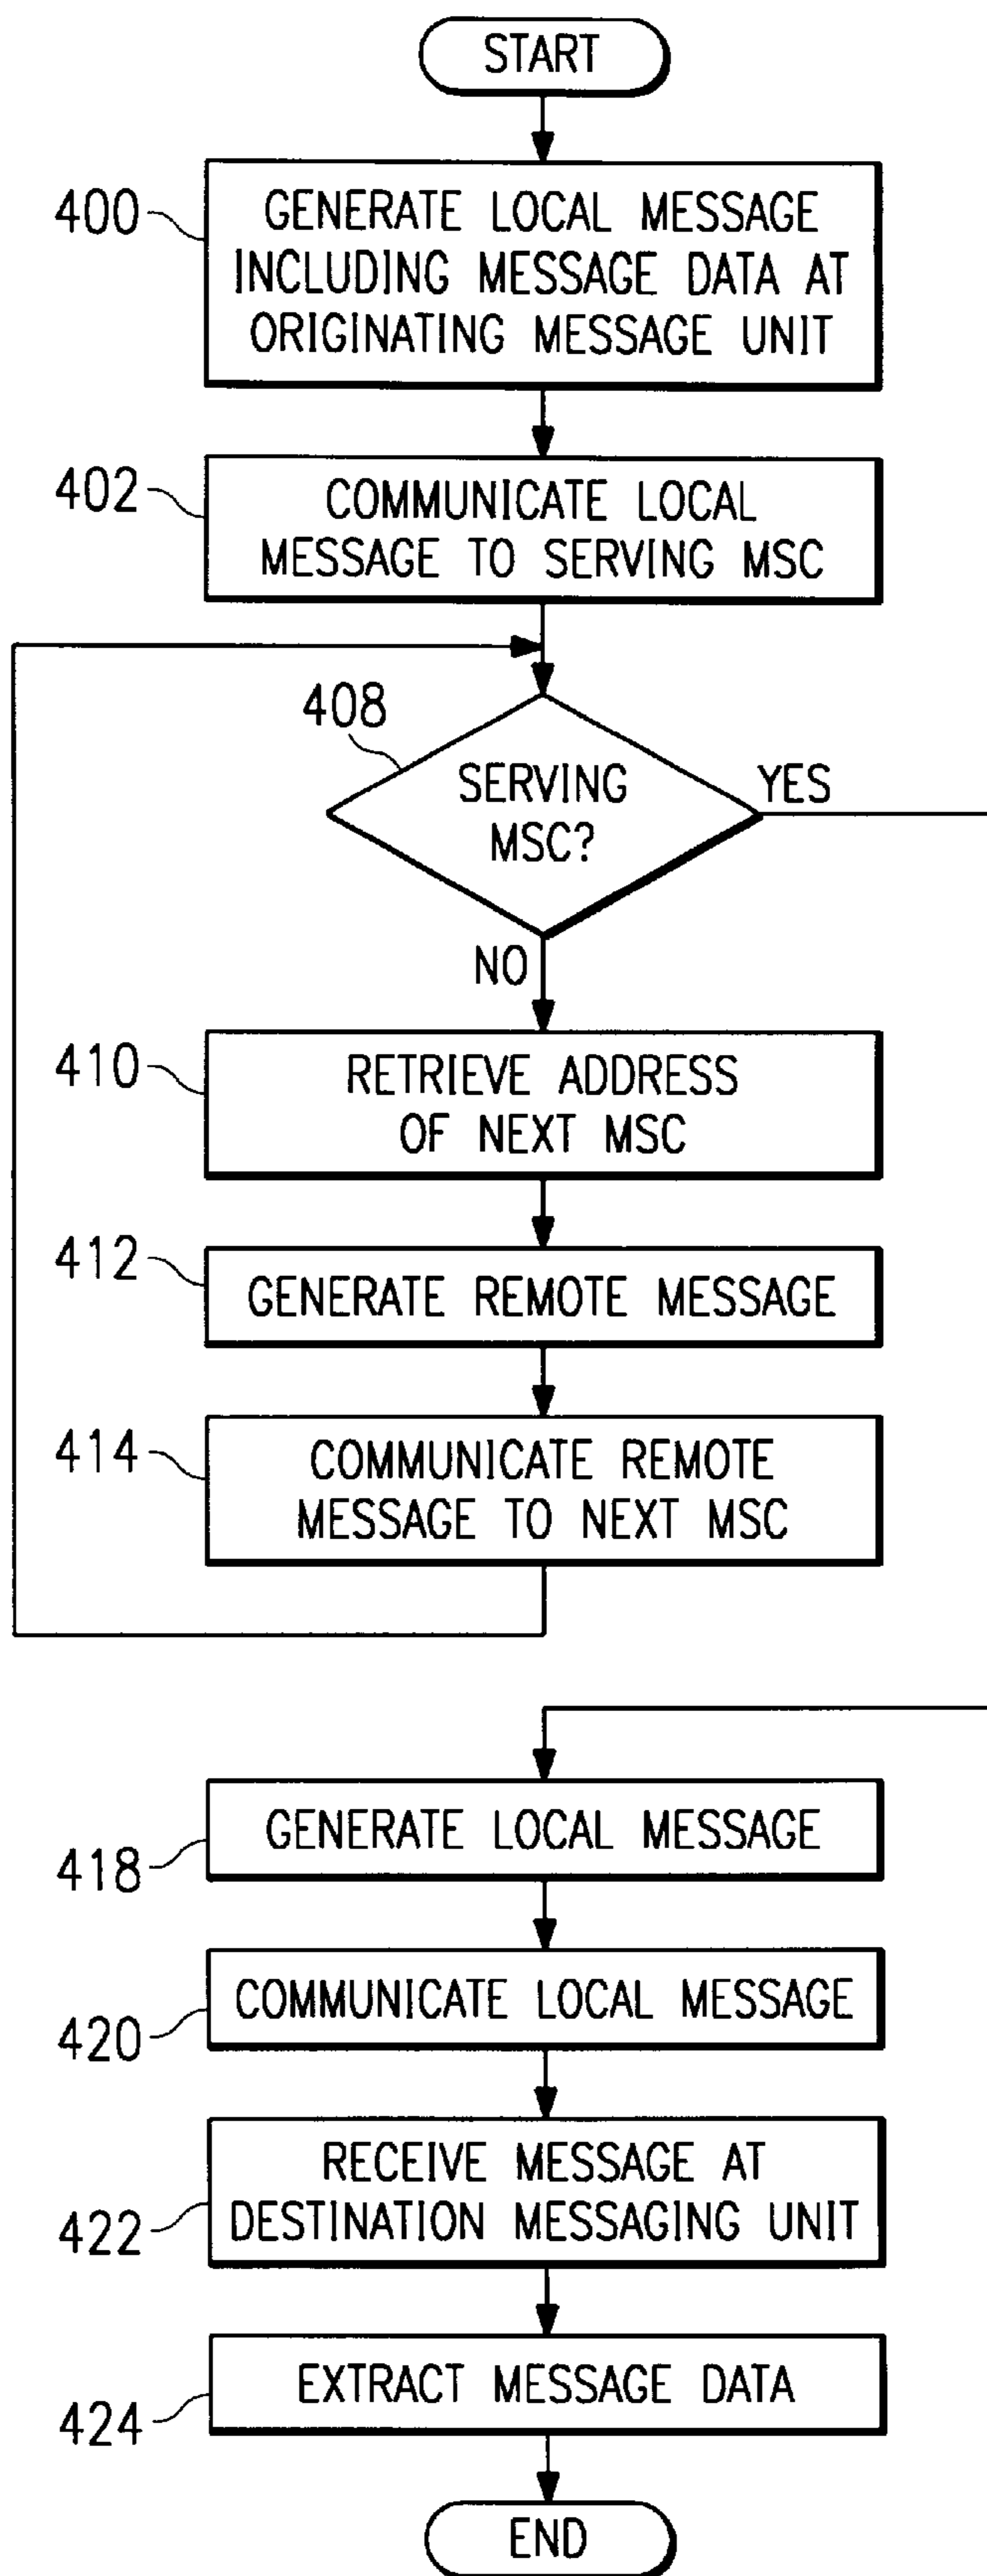 START
400
GENERATE LOCAL MESSAGE
INCLUDING MESSAGE DATA AT
ORIGINATING MESSAGE UNIT
402
COMMUNICATE LOCAL
MESSAGE TO SERVING MSC
408
SERVING
MSC?
YES
NO
410
RETRIEVE ADDRESS
OF NEXT MSC
412
GENERATE REMOTE MESSAGE
414
COMMUNICATE REMOTE
MESSAGE TO NEXT MSC
GENERATE LOCAL MESSAGE
418
COMMUNICATE LOCAL MESSAGE
420
RECEIVE MESSAGE AT
DESTINATION MESSAGING UNIT
422
EXTRACT MESSAGE DATA
424
END